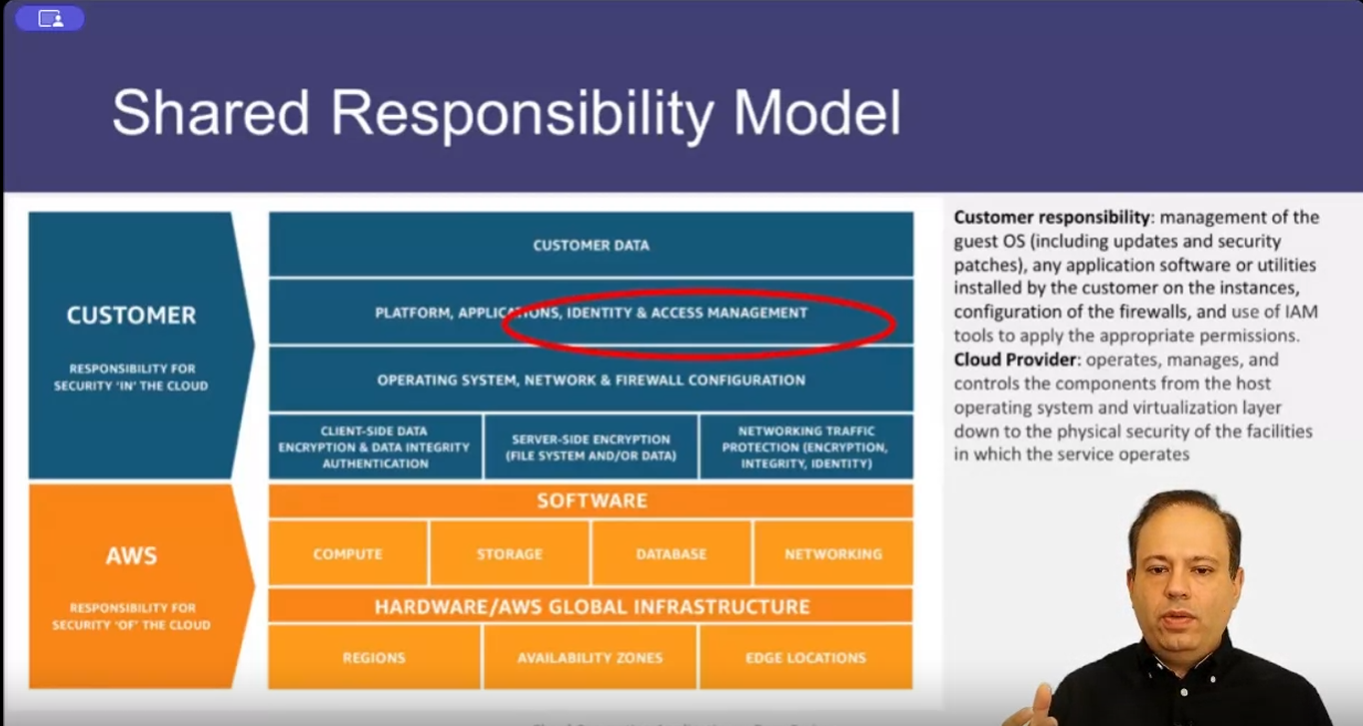 Shared Responsibility Model
CUSTOMER
RESPONSIBILITY FOR
SECURITY 'IN' THE CLOUD
CUSTOMER DATA
PLATFORM, APPLICATIONS, IDENTITY & ACCESS MANAGEMENT
OPERATING SYSTEM, NETWORK & FIREWALL CONFIGURATION
CLIENT-SIDE DATA
ENCRYPTION & DATA INTEGRITY
AUTHENTICATION
SERVER-SIDE ENCRYPTION
(FILE SYSTEM AND/OR DATA)
NETWORKING TRAFFIC
PROTECTION (ENCRYPTION,
INTEGRITY, IDENTITY)
AWS
RESPONSIBILITY FOR
SECURITY 'OF' THE CLOUD
SOFTWARE
COMPUTE
STORAGE
DATABASE
NETWORKING
HARDWARE/AWS GLOBAL INFRASTRUCTURE
REGIONS
AVAILABILITY ZONES
EDGE LOCATIONS
Customer responsibility: management of the
guest OS (including updates and security
patches), any application software or utilities
installed by the customer on the instances,
configuration of the firewalls, and use of IAM
tools to apply the appropriate permissions.
Cloud Provider: operates, manages, and
controls the components from the host
operating system and virtualization layer
down to the physical security of the facilities
in which the service operates